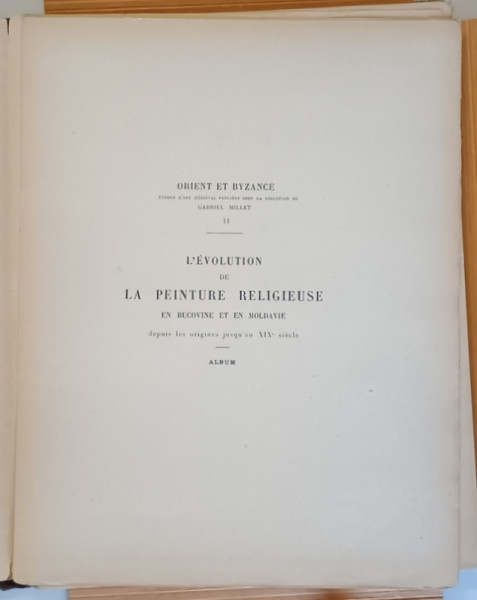 ORIENT ET BYZANCE
ÉTUDES D'ART MÉDIÉVAL PUBLIÉES SOUS LA DIRECTION DE
GABRIEL MILLET
II
L'ÉVOLUTION
DE
LA PEINTURE RELIGIEUSE
EN BUCOVINE ET EN MOLDAVIE
depuis les origines jusqu'au XIXe siècle
ALBUM